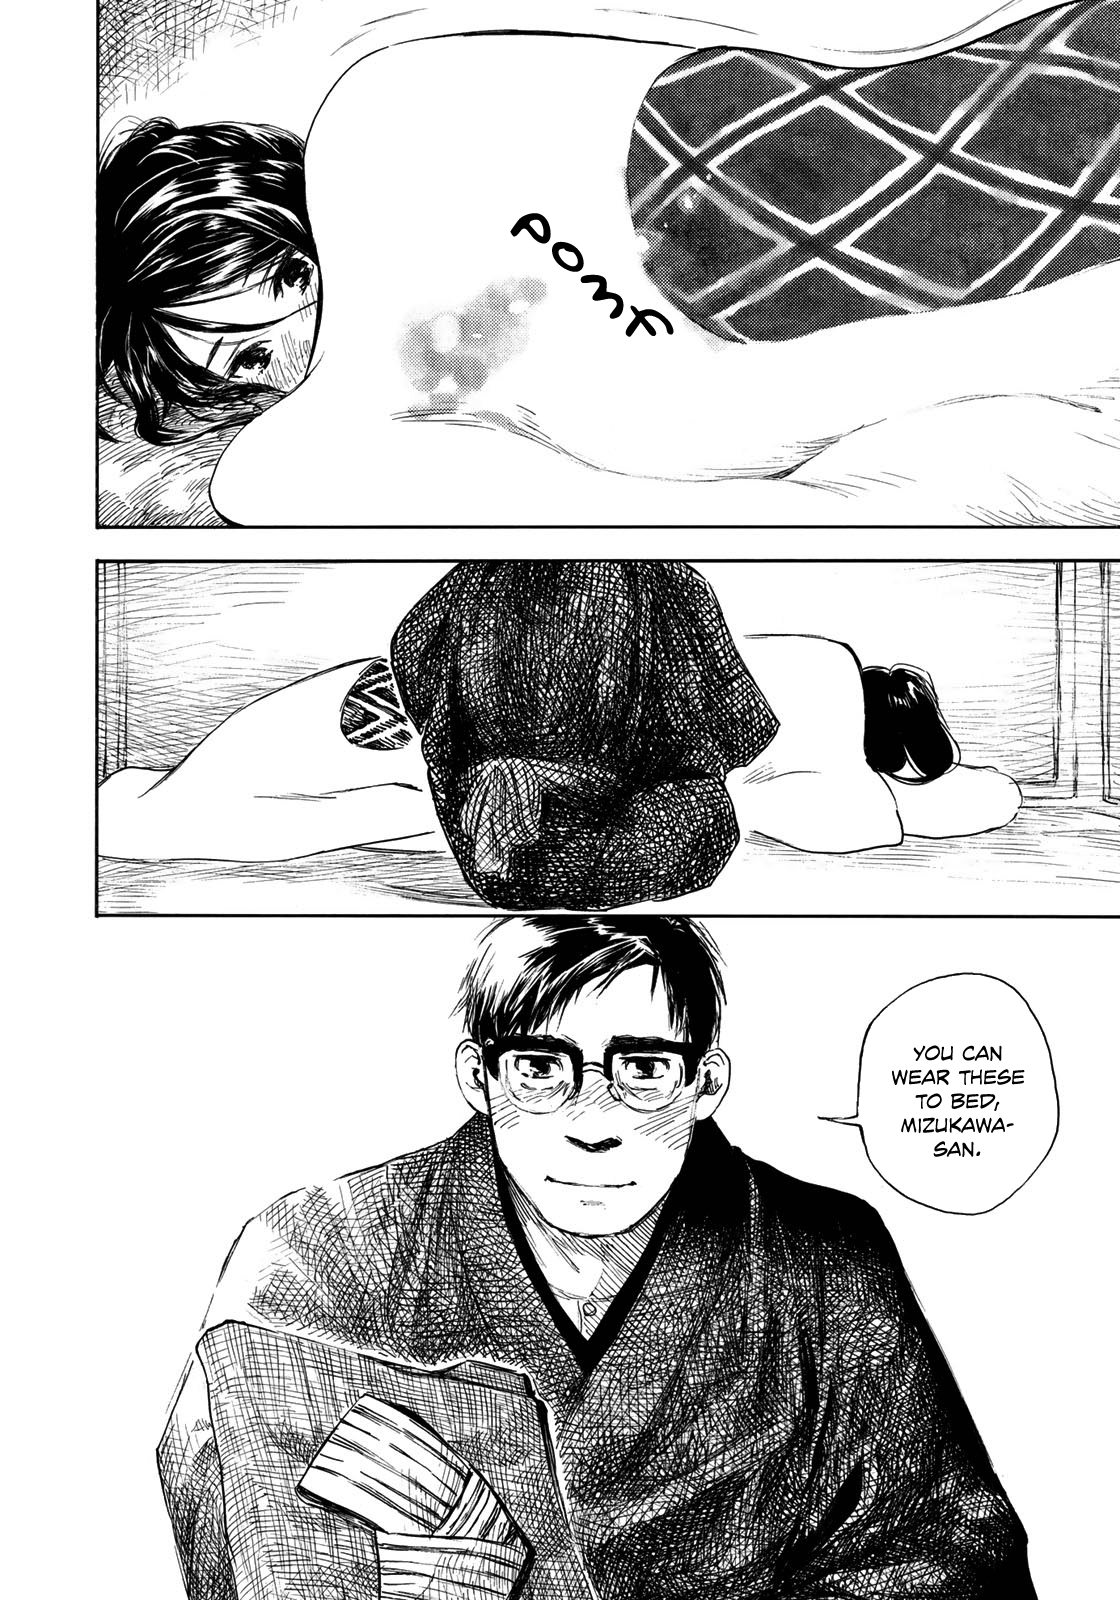 pomf
YOU CAN
WEAR THESE
TO BED,
MIZUKAWA-
SAN.